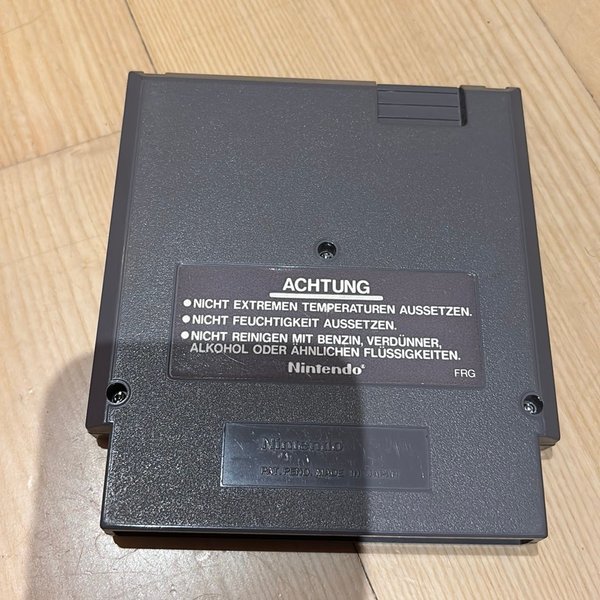 ACHTUNG
●NICHT EXTREMEN TEMPERATUREN AUSSETZEN.
●NICHT FEUCHTIGKEIT AUSSETZEN.
●NICHT REINIGEN MIT BENZIN, VERDÜNNER,
ALKOHOL ODER ÄHNLICHEN FLÜSSIGKEITEN.
Nintendo®
FRG
Nintendo
MADE IN JAPAN